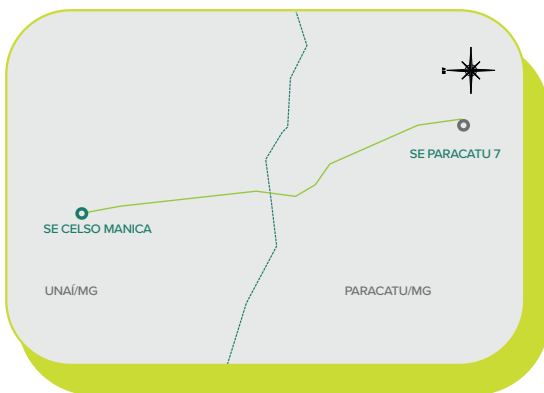 SE PARACATU 7
SE CELSO MANICA
UNAÍ/MG
PARACATU/MG